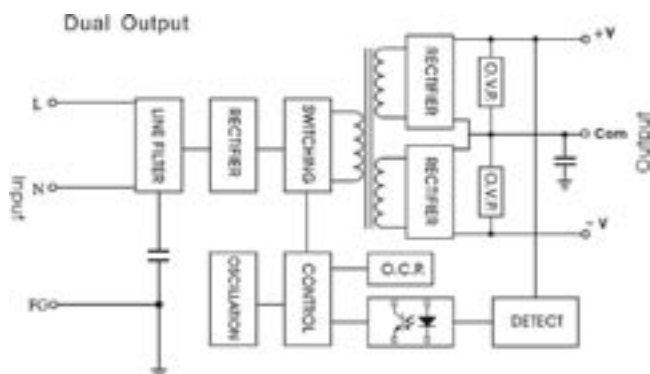 Dual Output
L
N
FG
Input
LINE FILTER
RECTIFIER
SWITCHING
RECTIFIER
RECTIFIER
O.V.P.
O.V.P.
+V
Com
-V
Output
OSCILLATION
CONTROL
O.C.P.
DETECT